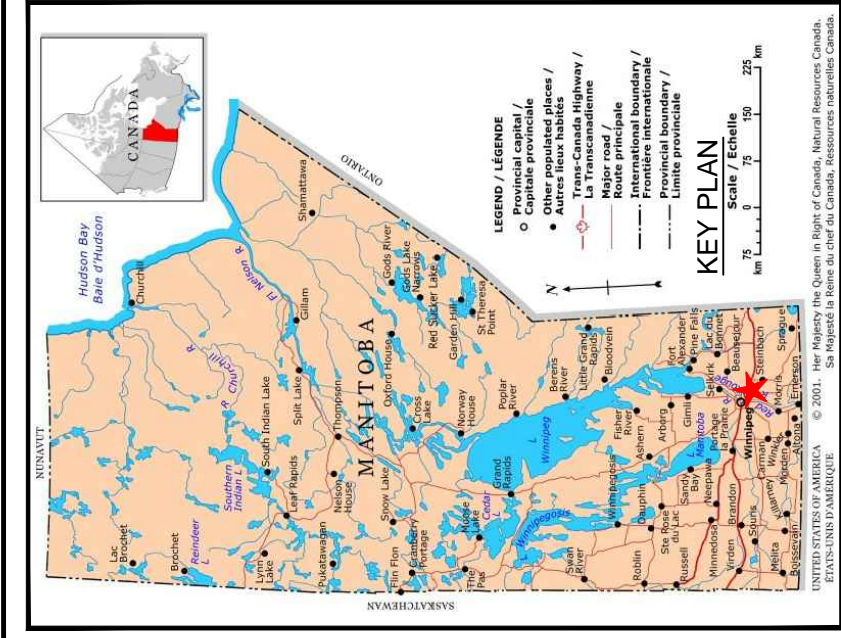 CANADA
Hudson Bay
Baie d'Hudson
NUNAVUT
ONTARIO
SASKATCHEWAN
MANITOBA
Churchill
Shamattawa
Fl Nelson R
R Churchill R
Lac
Brochet
Brochet
Reindeer
L
Southern
Indian L
South Indian Lake
Lynn
Lake
Leaf Rapids
Gillam
Split Lake
Pukatawagan
Nelson
House
Thompson
Gods River
Gods Lake
Narrows
Oxford House
Red Sucker Lake
Garden Hill
St Theresa
Point
Snow Lake
Cross
Lake
Flin Flon
Cranberry
Portage
Norway
House
The
Pas
Moose
Lake
Cedar L
Grand
Rapids
Poplar
River
L
Winnipeg
Berens
River
Little Grand
Rapids
Bloodvein
L Winnipegosis
Swan
River
Winnipegosis
Fisher
River
Ashern
Arborg
Gimli
Fort
Alexander
Pine Falls
Lac du
Bonnet
Selkirk
Beausejour
Roblin
Dauphin
Ste Rose
du Lac
L
Manitoba
Sandy
Bay
Russell
Neepawa
Minnedosa
Portage
la Prairie
Winnipeg
Steinbach
Virden
Brandon
Souris
Carman
Morris
Winkler
Morden
Altona
Emerson
Sprague
Melita
Boissevain
Killarney
Red R
Rouge
LEGEND / LÉGENDE
Provincial capital /
Capitale provinciale
Other populated places /
Autres lieux habités
Trans-Canada Highway /
La Transcanadienne
Major road /
Route principale
International boundary /
Frontière internationale
Provincial boundary /
Limite provinciale
N
KEY PLAN
Scale / Échelle
75 0 75 150 225
km km
UNITED STATES OF AMERICA
ÉTATS-UNIS D'AMÉRIQUE
© 2001. Her Majesty the Queen in Right of Canada, Natural Resources Canada.
Sa Majesté la Reine du chef du Canada, Ressources naturelles Canada.